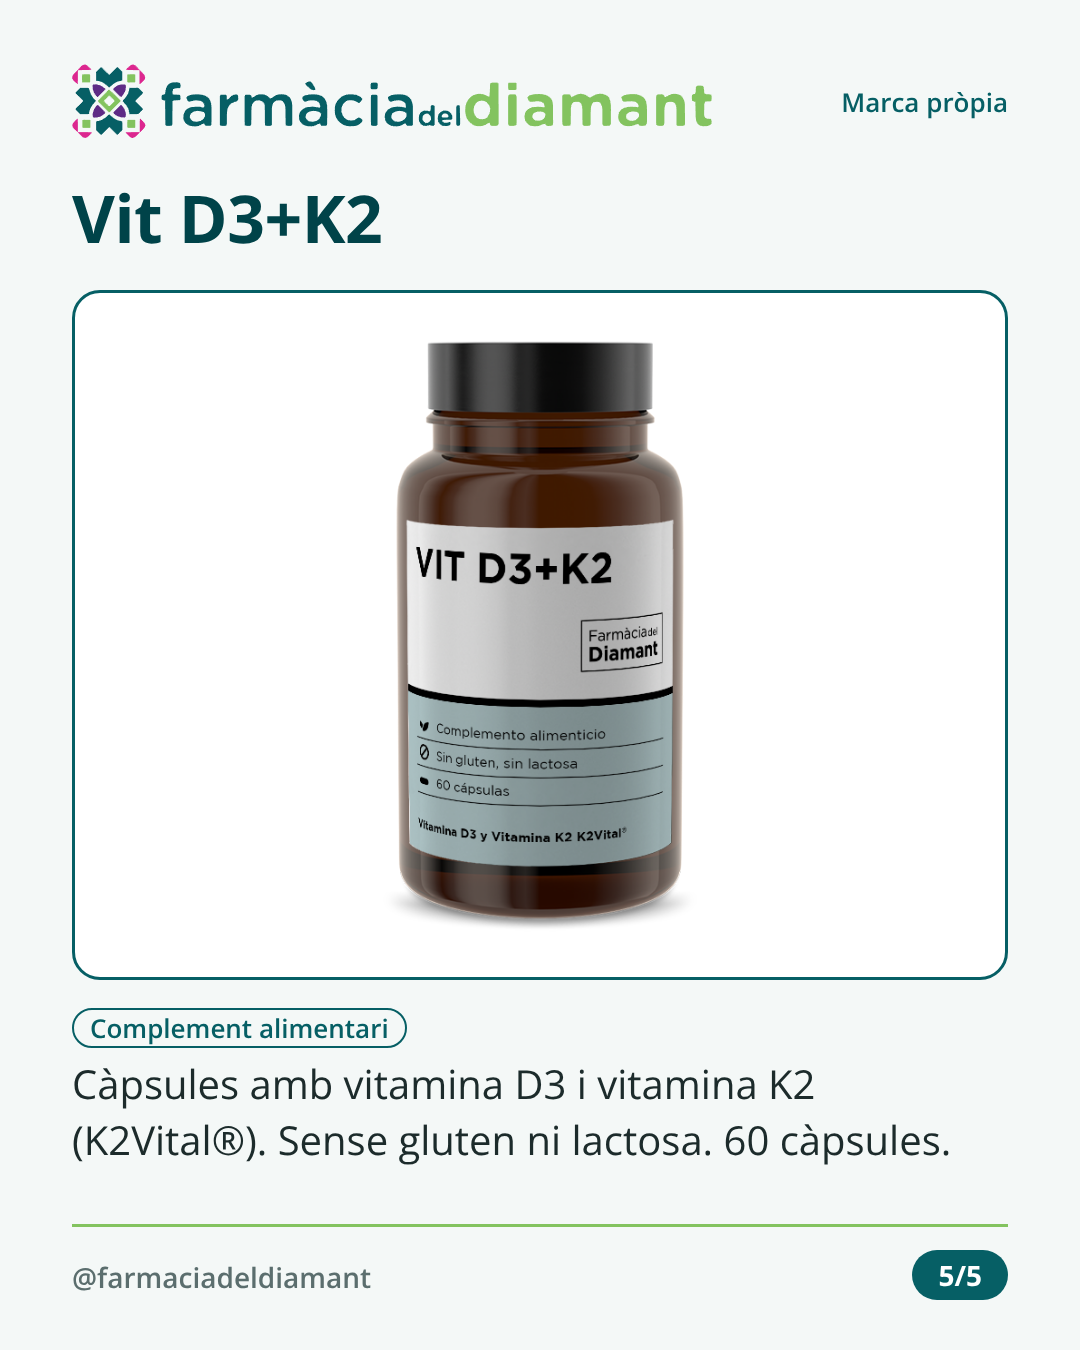 farmàciadeldiamant
Marca pròpia
Vit D3+K2
VIT D3+K2
Farmàciadel
Diamant
Complemento alimenticio
Sin gluten, sin lactosa
60 cápsulas
Vitamina D3 y Vitamina K2 K2Vital®
Complement alimentari
Càpsules amb vitamina D3 i vitamina K2
(K2Vital®). Sense gluten ni lactosa. 60 càpsules.
@farmaciadeldiamant
5/5